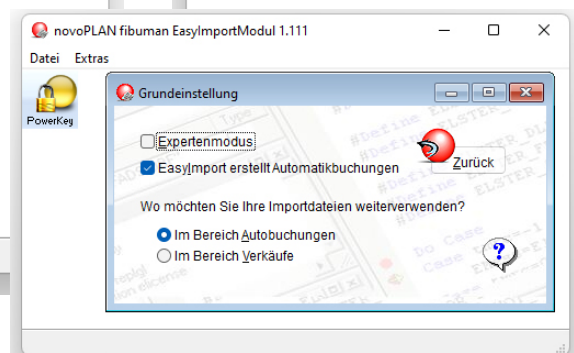 novoPLAN fibuman EasyImportModul 1.111
Datei Extras
PowerKey
Grundeinstellung
Expertenmodus
EasyImport erstellt Automatikbuchungen
Zurück
Wo möchten Sie Ihre Importdateien weiterverwenden?
Im Bereich Autobuchungen
Im Bereich Verkäufe
?